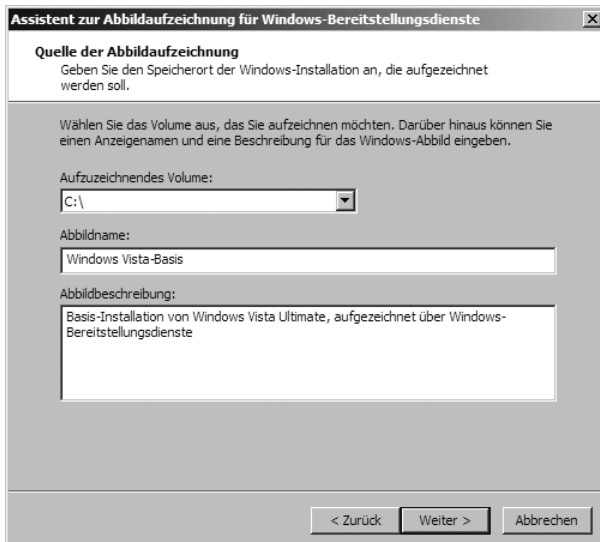 Assistent zur Abbildaufzeichnung für Windows-Bereitstellungsdienste
Quelle der Abbildaufzeichnung
Geben Sie den Speicherort der Windows-Installation an, die aufgezeichnet
werden soll.
Wählen Sie das Volume aus, das Sie aufzeichnen möchten. Darüber hinaus können Sie
einen Anzeigenamen und eine Beschreibung für das Windows-Abbild eingeben.
Aufzuzeichnendes Volume:
C:\
Abbildname:
Windows Vista-Basis
Abbildbeschreibung:
Basis-Installation von Windows Vista Ultimate, aufgezeichnet über Windows-
Bereitstellungsdienste
< Zurück Weiter > Abbrechen